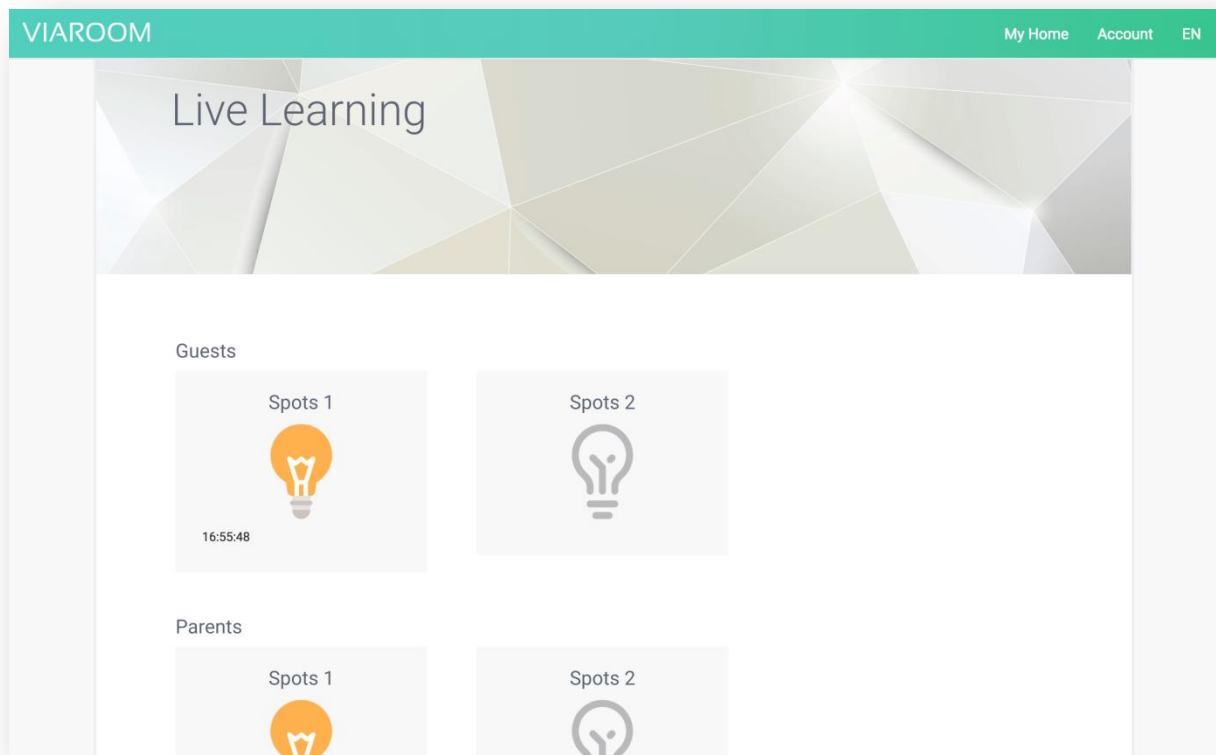 VIAROOM
My Home Account EN
Live Learning
Guests
Spots 1 Spots 2
16:55:48
Parents
Spots 1 Spots 2